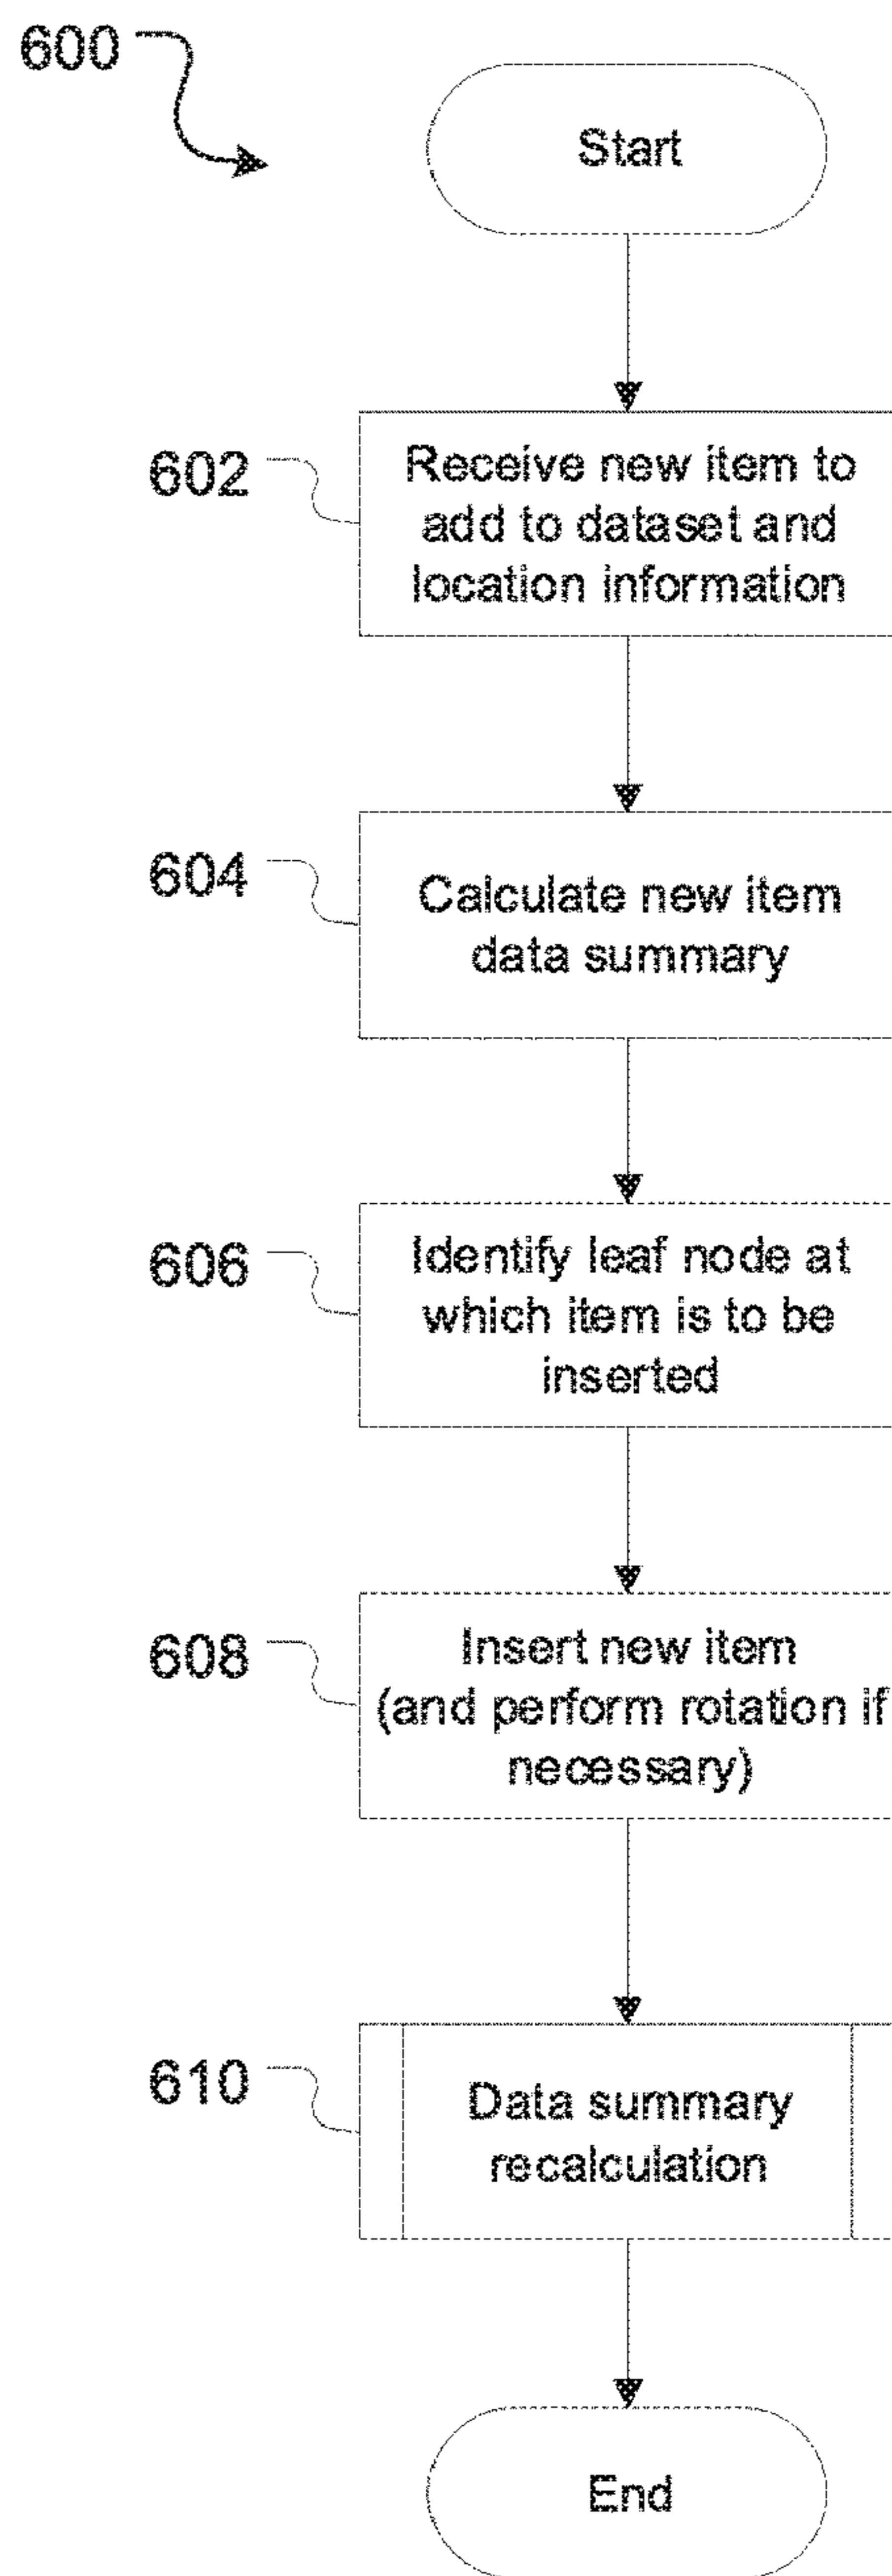 600
Start
602
Receive new item to
add to dataset and
location information
604
Calculate new item
data summary
606
Identify leaf node at
which item is to be
inserted
608
Insert new item
(and perform rotation if
necessary)
610
Data summary
recalculation
End